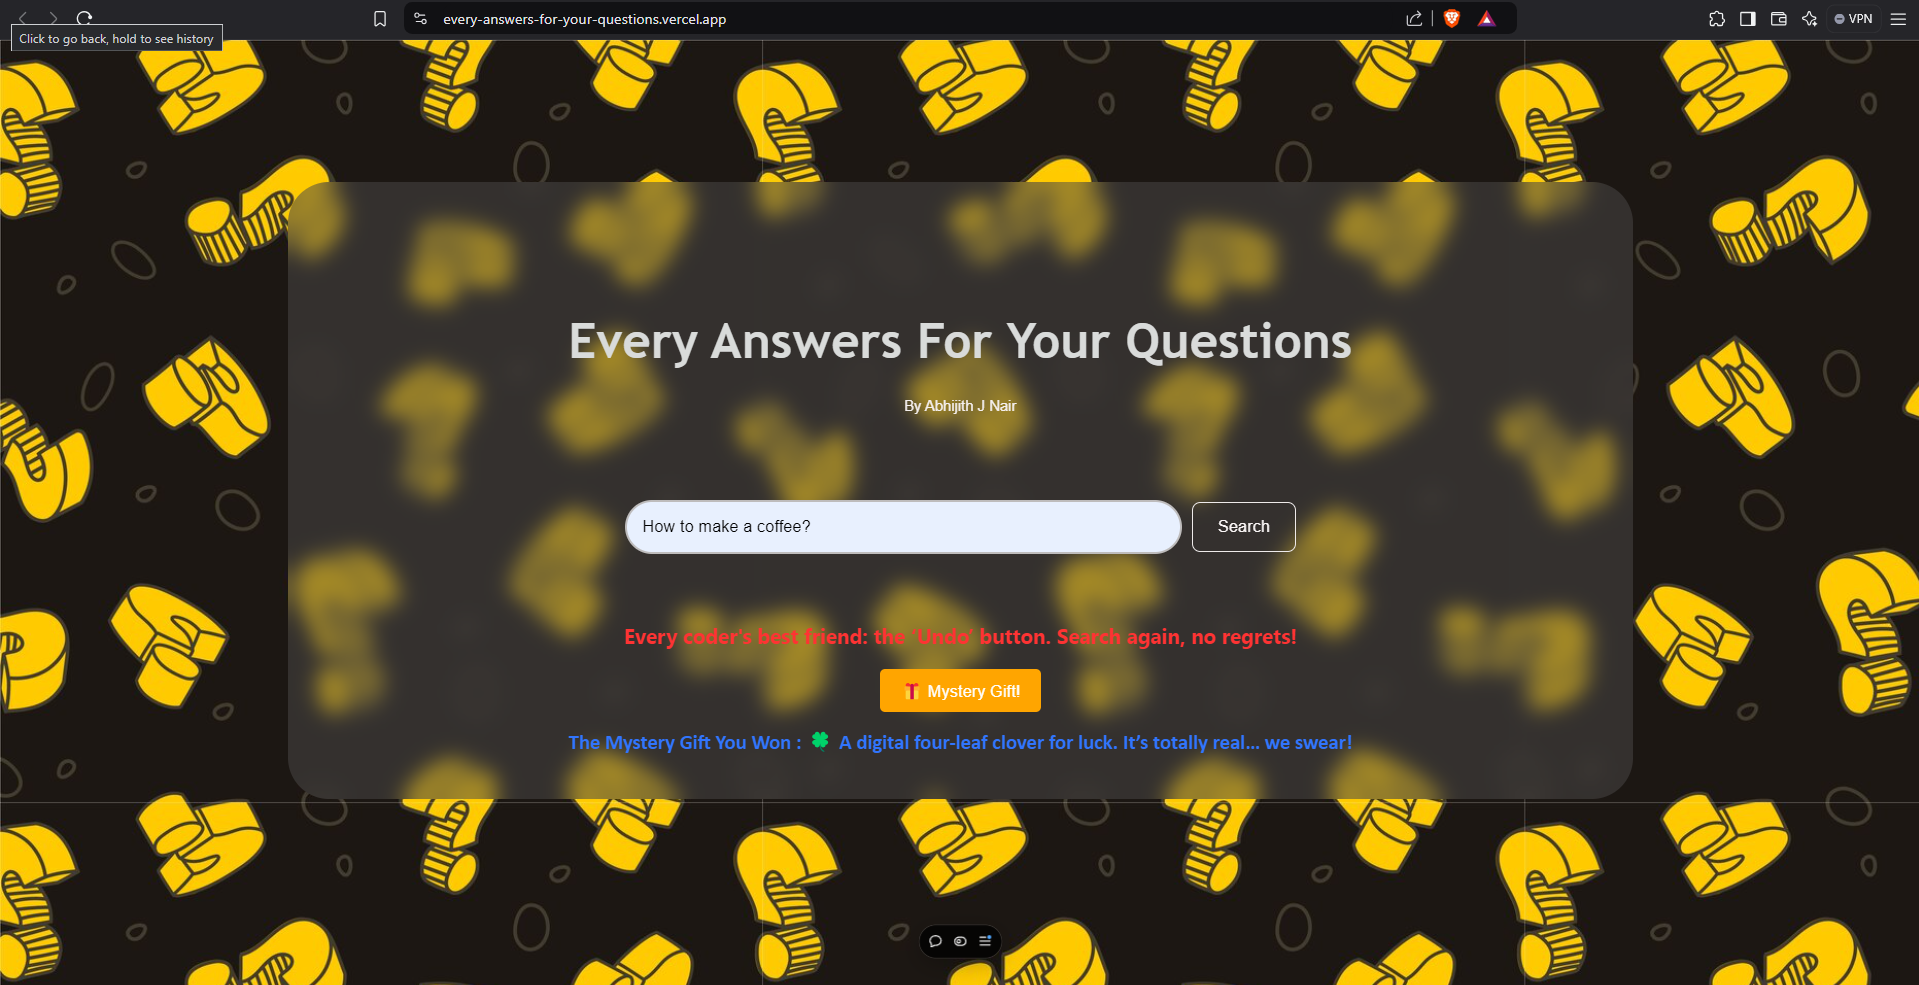 every-answers-for-your-questions.vercel.app
VPN
Click to go back, hold to see history
Every Answers For Your Questions
By Abhijith J Nair
How to make a coffee?
Search
Every coder's best friend: the 'Undo' button. Search again, no regrets!
🎁 Mystery Gift!
The Mystery Gift You Won : 🍀 A digital four-leaf clover for luck. It’s totally real… we swear!